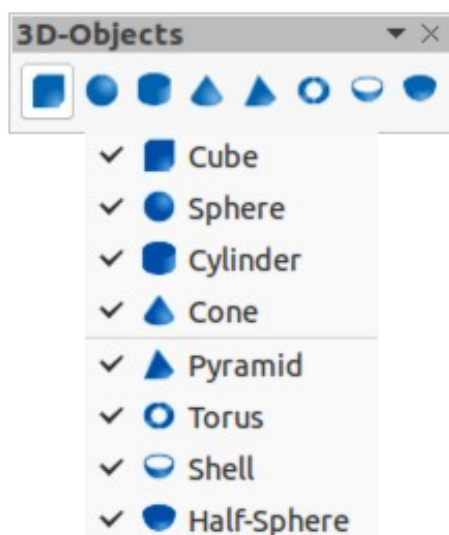 3D-Objects
Cube
Sphere
Cylinder
Cone
Pyramid
Torus
Shell
Half-Sphere